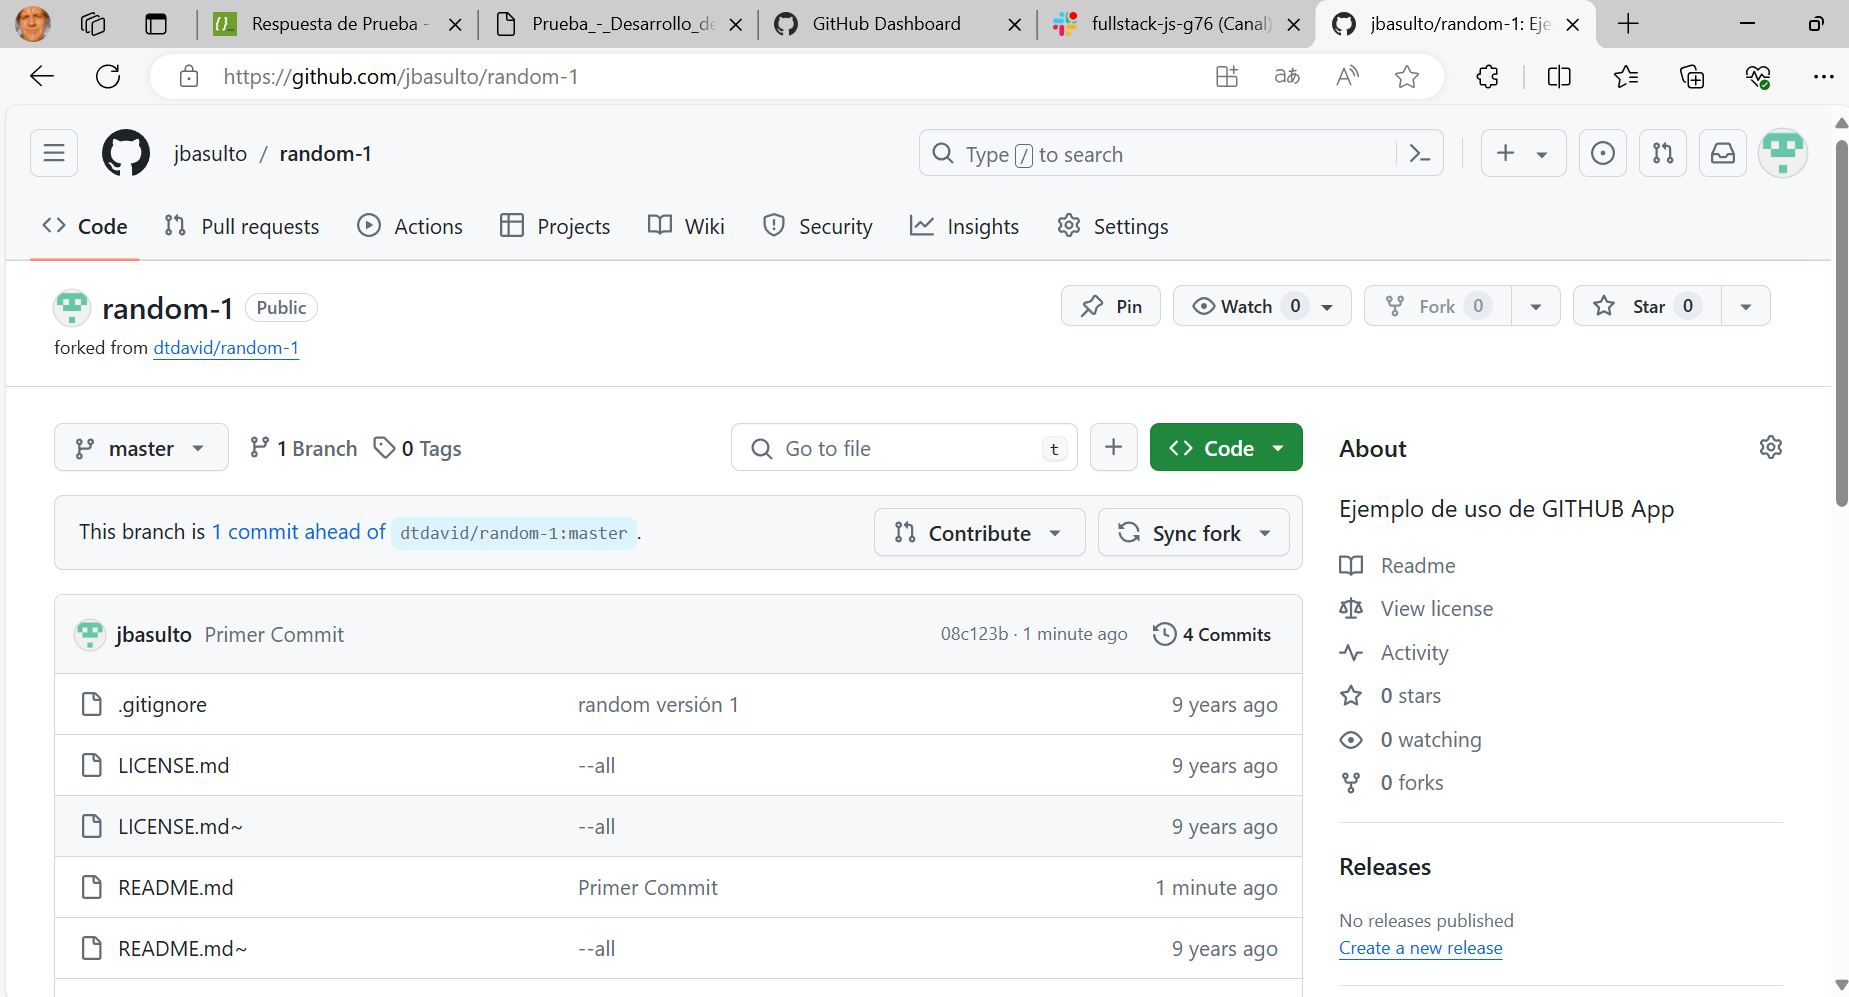 Respuesta de Prueba -
Prueba_-_Desarrollo_de
GitHub Dashboard
fullstack-js-g76 (Canal)
jbasulto/random-1: Eje
https://github.com/jbasulto/random-1
jbasulto / random-1
Type / to search
Code
Pull requests
Actions
Projects
Wiki
Security
Insights
Settings
random-1 Public
Pin
Watch 0
Fork 0
Star 0
forked from dtdavid/random-1
master
1 Branch
0 Tags
Go to file t
Code
About
This branch is 1 commit ahead of dtdavid/random-1:master .
Contribute
Sync fork
Ejemplo de uso de GITHUB App
Readme
View license
Activity
0 stars
0 watching
0 forks
jbasulto Primer Commit 08c123b · 1 minute ago 4 Commits
.gitignore random versión 1 9 years ago
LICENSE.md --all 9 years ago
LICENSE.md~ --all 9 years ago
README.md Primer Commit 1 minute ago
README.md~ --all 9 years ago
Releases
No releases published
Create a new release